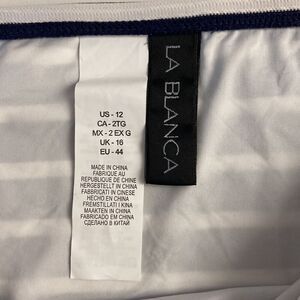 LA BLANCA
US - 12
CA - 2TG
MX - 2 EX G
UK - 16
EU - 44
MADE IN CHINA
FABRIQUE AU
REPUBLIQUE DE CHINE
HERGESTELLT IN CHINA
FABBRICATI IN CINESE
HECHO EN CHINA
FREMSTILLATI I KINA
MAAKTEN IN CHINA
FABRICADO EM CHINA
СДЕЛАНО В КИТАЙ